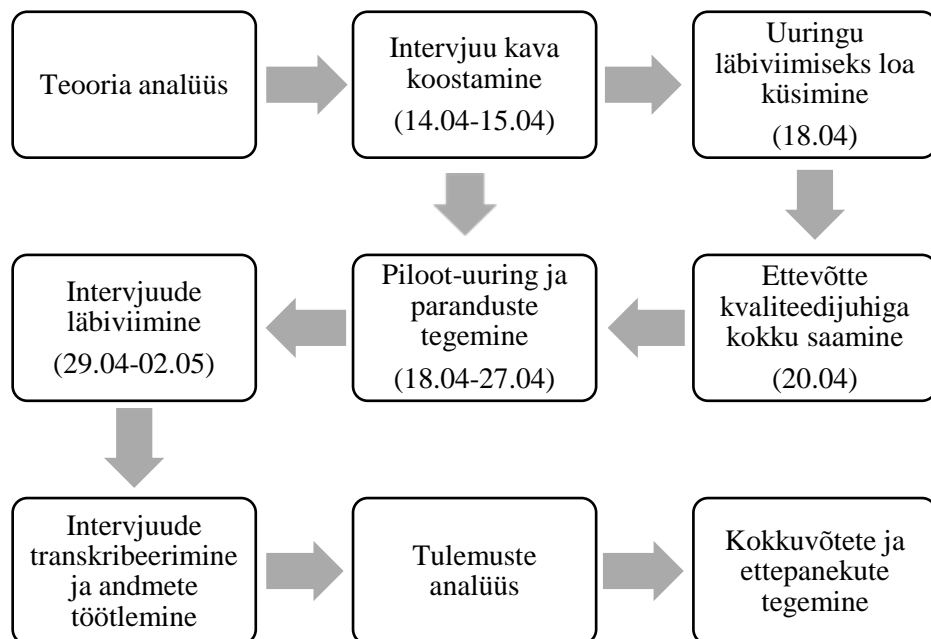 Teooria analüüs
Intervjuu kava
koostamine
(14.04-15.04)
Uuringu
läbiviimiseks loa
küsimine
(18.04)
Ettevõtte
kvaliteedijuhiga
kokku saamine
(20.04)
Piloot-uuring ja
paranduste
tegemine
(18.04-27.04)
Intervjuude
läbiviimine
(29.04-02.05)
Intervjuude
transkribeerimine
ja andmete
töötlemine
Tulemuste
analüüs
Kokkuvõtete ja
ettepanekute
tegemine